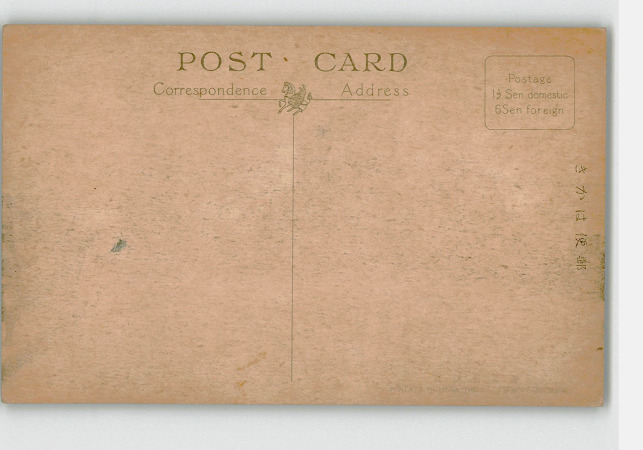 POST CARD
Correspondence Address
Postage
1½ Sen domestic
6Sen foreign
きかは便郵